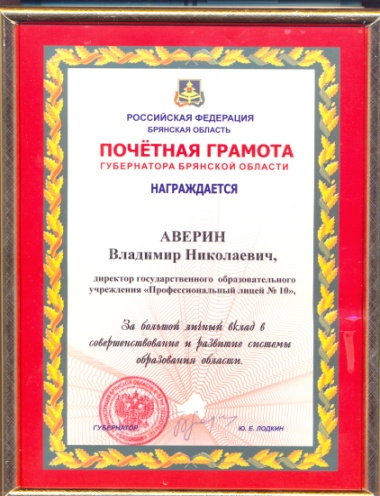 РОССИЙСКАЯ ФЕДЕРАЦИЯ
БРЯНСКАЯ ОБЛАСТЬ
ПОЧЁТНАЯ ГРАМОТА
ГУБЕРНАТОРА БРЯНСКОЙ ОБЛАСТИ
НАГРАЖДАЕТСЯ
АВЕРИН
Владимир Николаевич,
директор государственного образовательного
учреждения «Профессиональный лицей № 10»,
За большой личный вклад в
совершенствование и развитие системы
образования области.
ГУБЕРНАТОР Ю. Е. ЛОДКИН